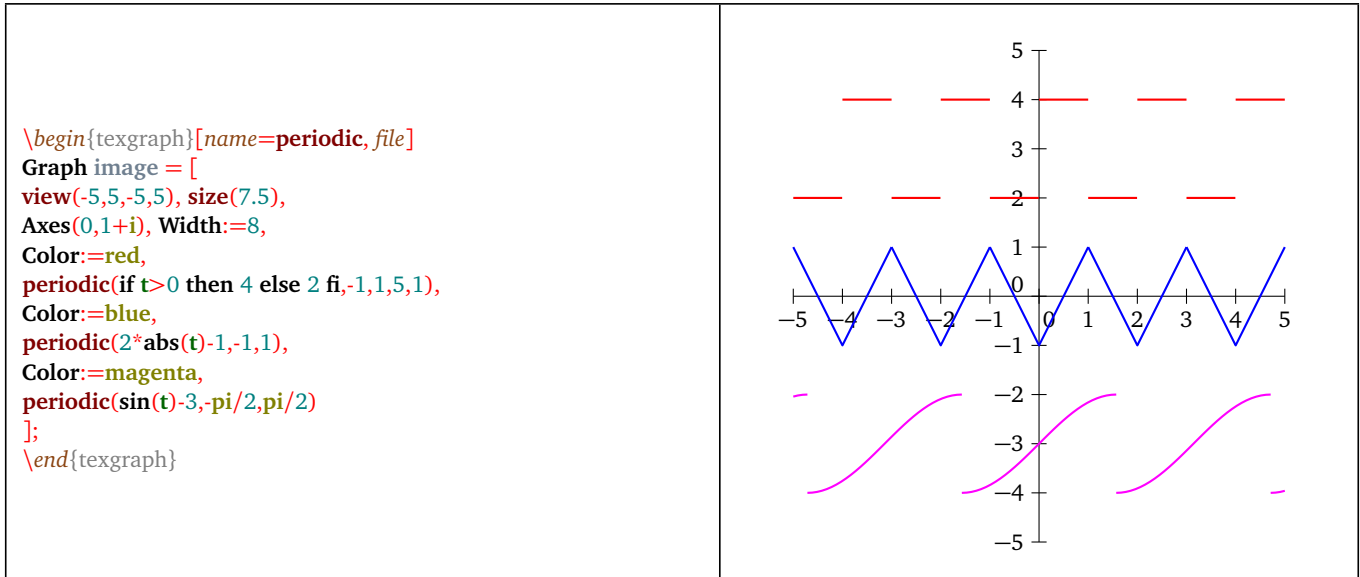 \begin{texgraph}[name=periodic, file]
Graph image = [
view(-5,5,-5,5), size(7.5),
Axes(0,1+i), Width:=8,
Color:=red,
periodic(if t>0 then 4 else 2 fi,-1,1,5,1),
Color:=blue,
periodic(2*abs(t)-1,-1,1),
Color:=magenta,
periodic(sin(t)-3,-pi/2,pi/2)
];
\end{texgraph}
5
4
3
2
1
0
−5 −4 −3 −2 −1 0 1 2 3 4 5
−1
−2
−3
−4
−5